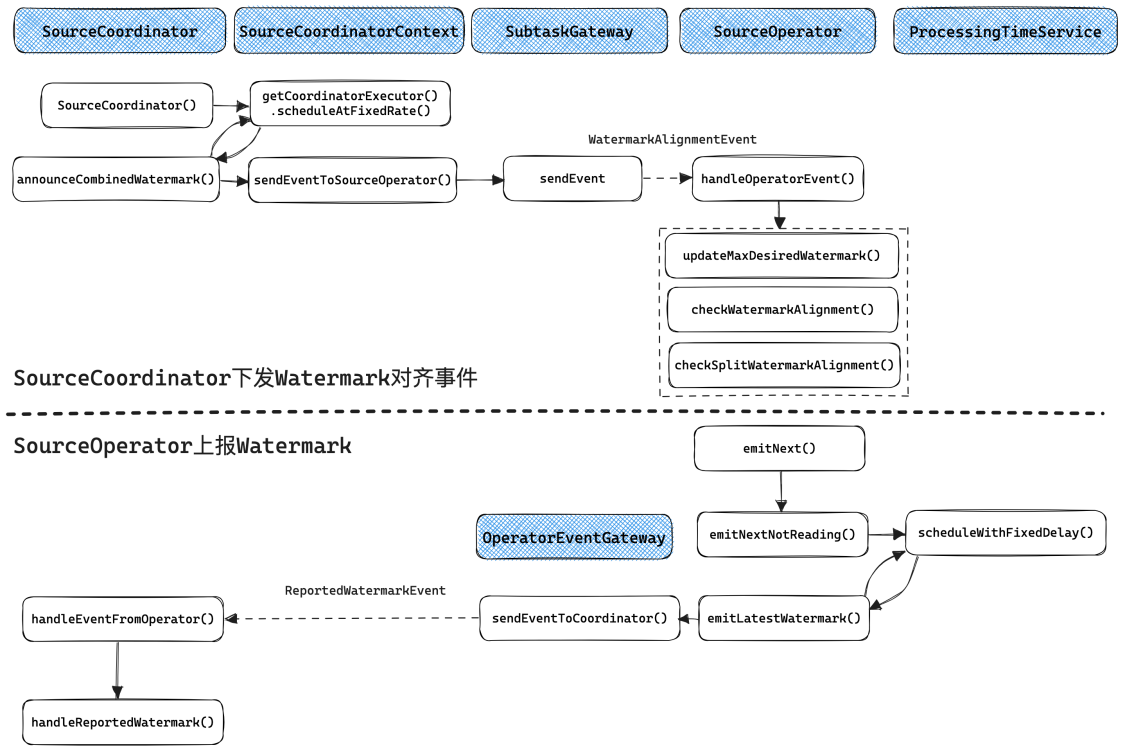 SourceCoordinator
SourceCoordinatorContext
SubtaskGateway
SourceOperator
ProcessingTimeService
SourceCoordinator()
getCoordinatorExecutor()
.scheduleAtFixedRate()
WatermarkAlignmentEvent
announceCombinedWatermark()
sendEventToSourceOperator()
sendEvent
handleOperatorEvent()
updateMaxDesiredWatermark()
checkWatermarkAlignment()
checkSplitWatermarkAlignment()
SourceCoordinator下发Watermark对齐事件
SourceOperator上报Watermark
emitNext()
OperatorEventGateway
emitNextNotReading()
scheduleWithFixedDelay()
ReportedWatermarkEvent
handleEventFromOperator()
sendEventToCoordinator()
emitLatestWatermark()
handleReportedWatermark()